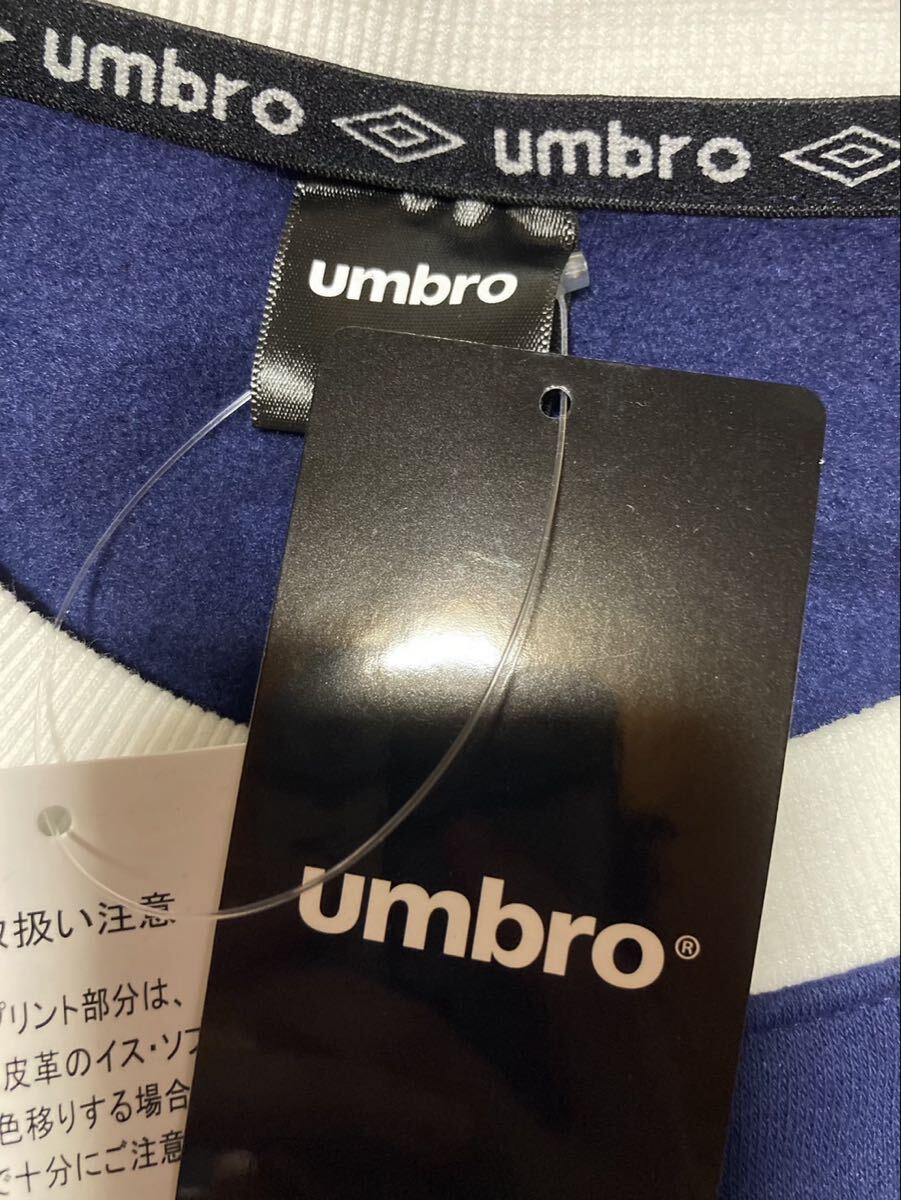 umbro umbro
umbro
umbro®
扱い注意
プリント部分は、
皮革のイス・ソフ
色移りする場合
で十分にご注意